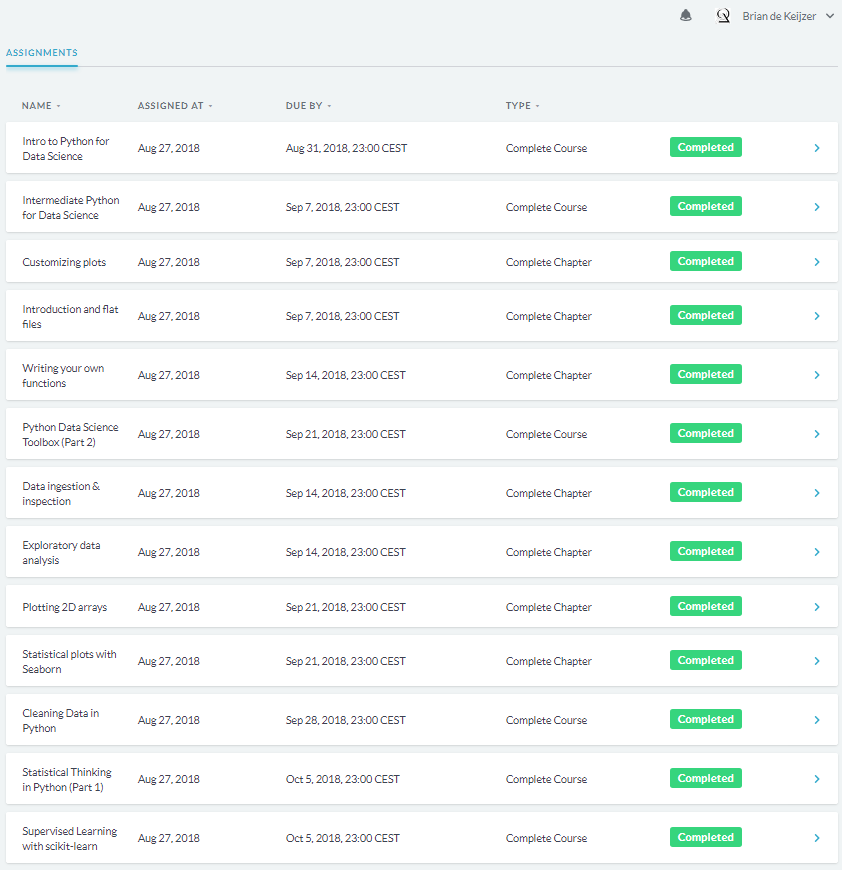 Brian de Keijzer
ASSIGNMENTS
NAME ASSIGNED AT DUE BY TYPE
Intro to Python for
Data Science
Aug 27, 2018 Aug 31, 2018, 23:00 CEST Complete Course Completed
Intermediate Python
for Data Science
Aug 27, 2018 Sep 7, 2018, 23:00 CEST Complete Course Completed
Customizing plots Aug 27, 2018 Sep 7, 2018, 23:00 CEST Complete Chapter Completed
Introduction and flat
files
Aug 27, 2018 Sep 7, 2018, 23:00 CEST Complete Chapter Completed
Writing your own
functions
Aug 27, 2018 Sep 14, 2018, 23:00 CEST Complete Chapter Completed
Python Data Science
Toolbox (Part 2)
Aug 27, 2018 Sep 21, 2018, 23:00 CEST Complete Course Completed
Data ingestion &
inspection
Aug 27, 2018 Sep 14, 2018, 23:00 CEST Complete Chapter Completed
Exploratory data
analysis
Aug 27, 2018 Sep 14, 2018, 23:00 CEST Complete Chapter Completed
Plotting 2D arrays Aug 27, 2018 Sep 21, 2018, 23:00 CEST Complete Chapter Completed
Statistical plots with
Seaborn
Aug 27, 2018 Sep 21, 2018, 23:00 CEST Complete Chapter Completed
Cleaning Data in
Python
Aug 27, 2018 Sep 28, 2018, 23:00 CEST Complete Course Completed
Statistical Thinking
in Python (Part 1)
Aug 27, 2018 Oct 5, 2018, 23:00 CEST Complete Course Completed
Supervised Learning
with scikit-learn
Aug 27, 2018 Oct 5, 2018, 23:00 CEST Complete Course Completed